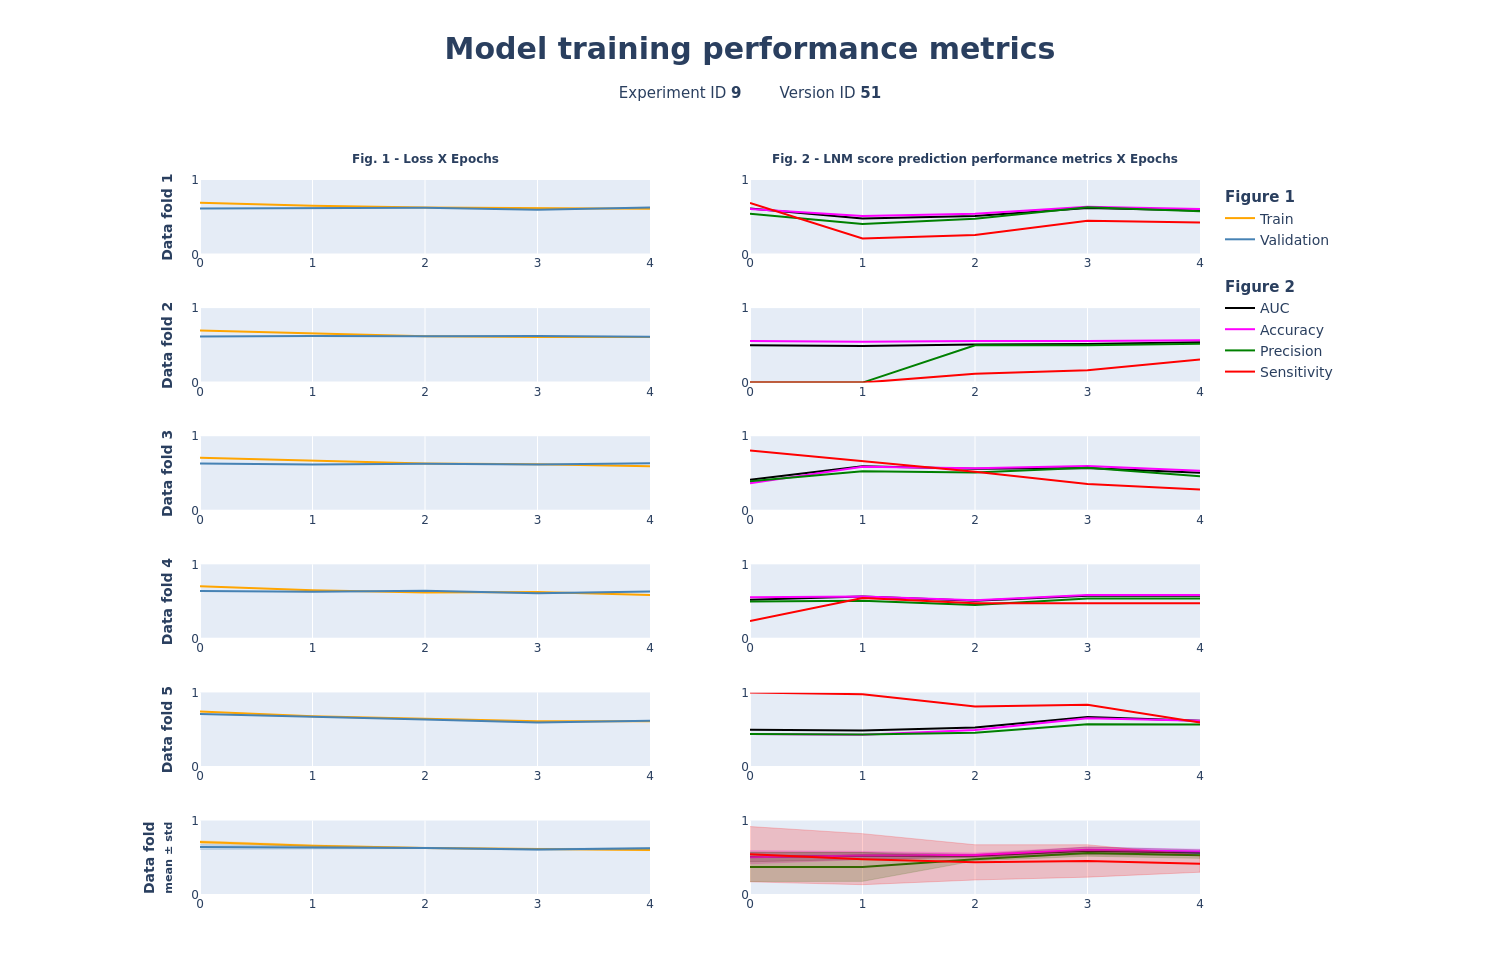 Model training performance metrics
Experiment ID 9 Version ID 51
Fig. 1 - Loss X Epochs
Fig. 2 - LNM score prediction performance metrics X Epochs
Data fold 1
1
0
0 1 2 3 4
1
0
0 1 2 3 4
Figure 1
Train
Validation
Figure 2
AUC
Accuracy
Precision
Sensitivity
Data fold 2
1
0
0 1 2 3 4
1
0
0 1 2 3 4
Data fold 3
1
0
0 1 2 3 4
1
0
0 1 2 3 4
Data fold 4
1
0
0 1 2 3 4
1
0
0 1 2 3 4
Data fold 5
1
0
0 1 2 3 4
1
0
0 1 2 3 4
Data fold
mean ± std
1
0
0 1 2 3 4
1
0
0 1 2 3 4